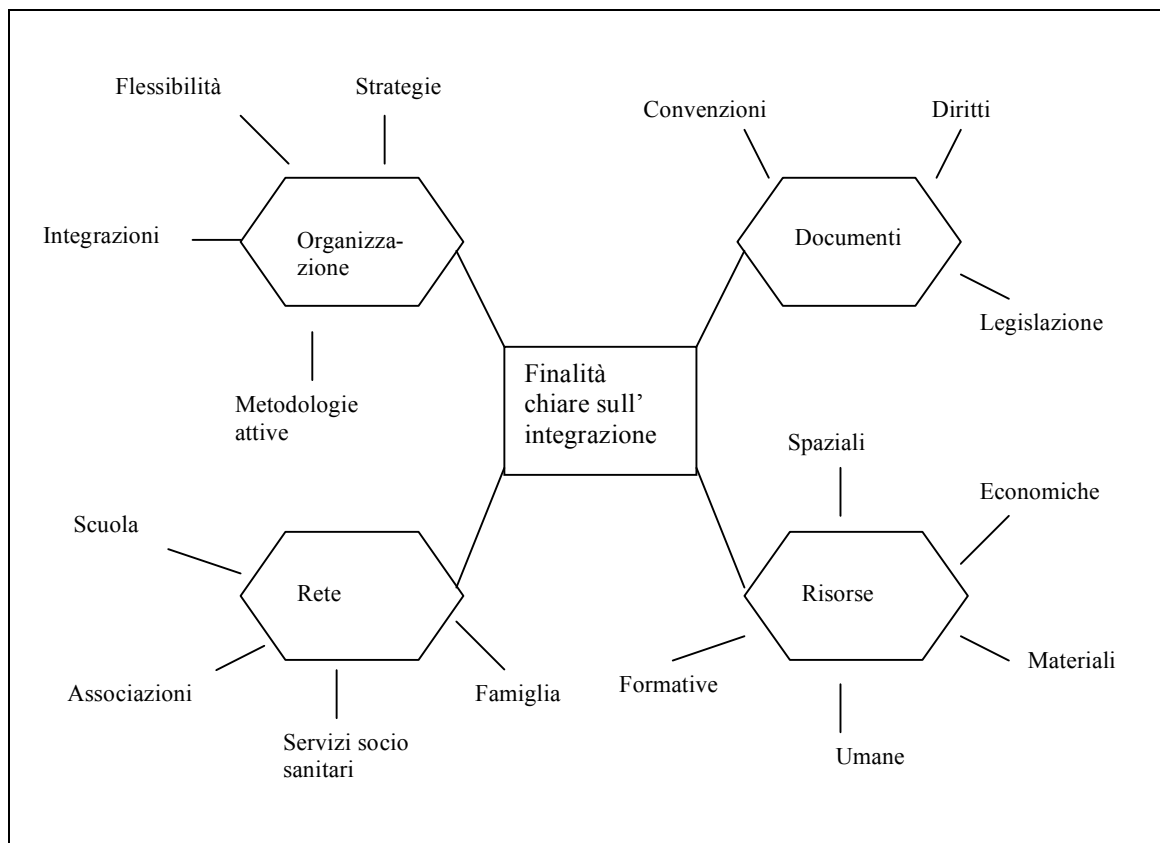 Flessibilità
Strategie
Convenzioni
Diritti
Integrazioni
Organizza-
zione
Documenti
Legislazione
Metodologie
attive
Finalità
chiare sull’
integrazione
Spaziali
Economiche
Scuola
Rete
Risorse
Associazioni
Famiglia
Formative
Materiali
Servizi socio
sanitari
Umane